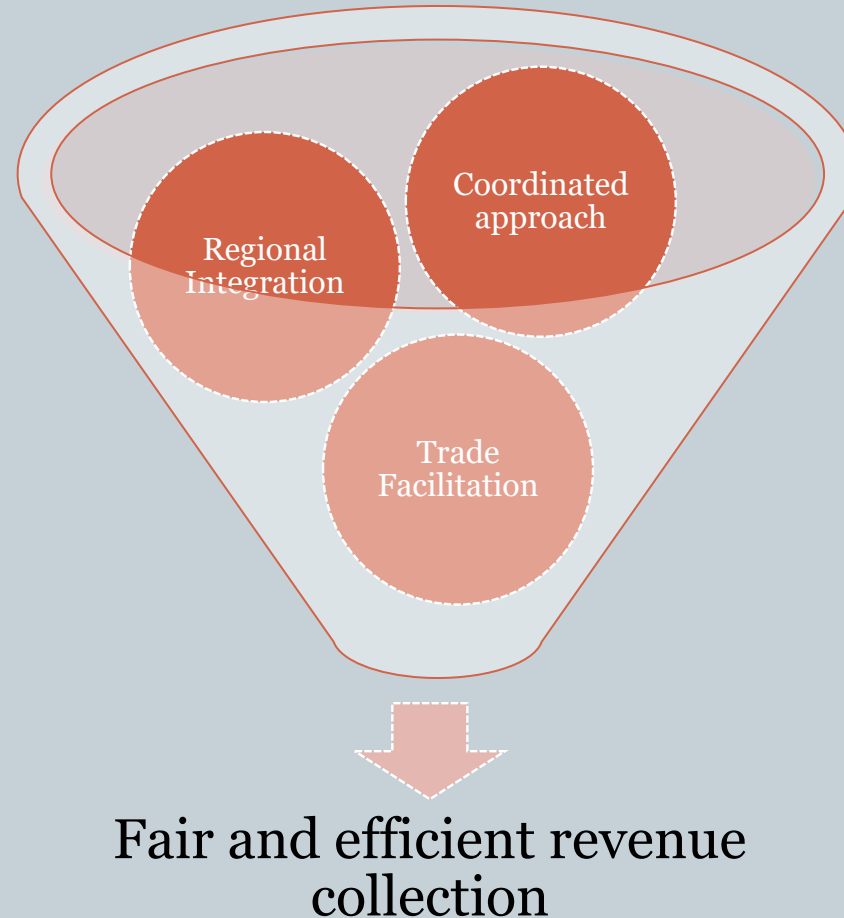 Coordinated
approach
Regional
Integration
Trade
Facilitation
Fair and efficient revenue
collection